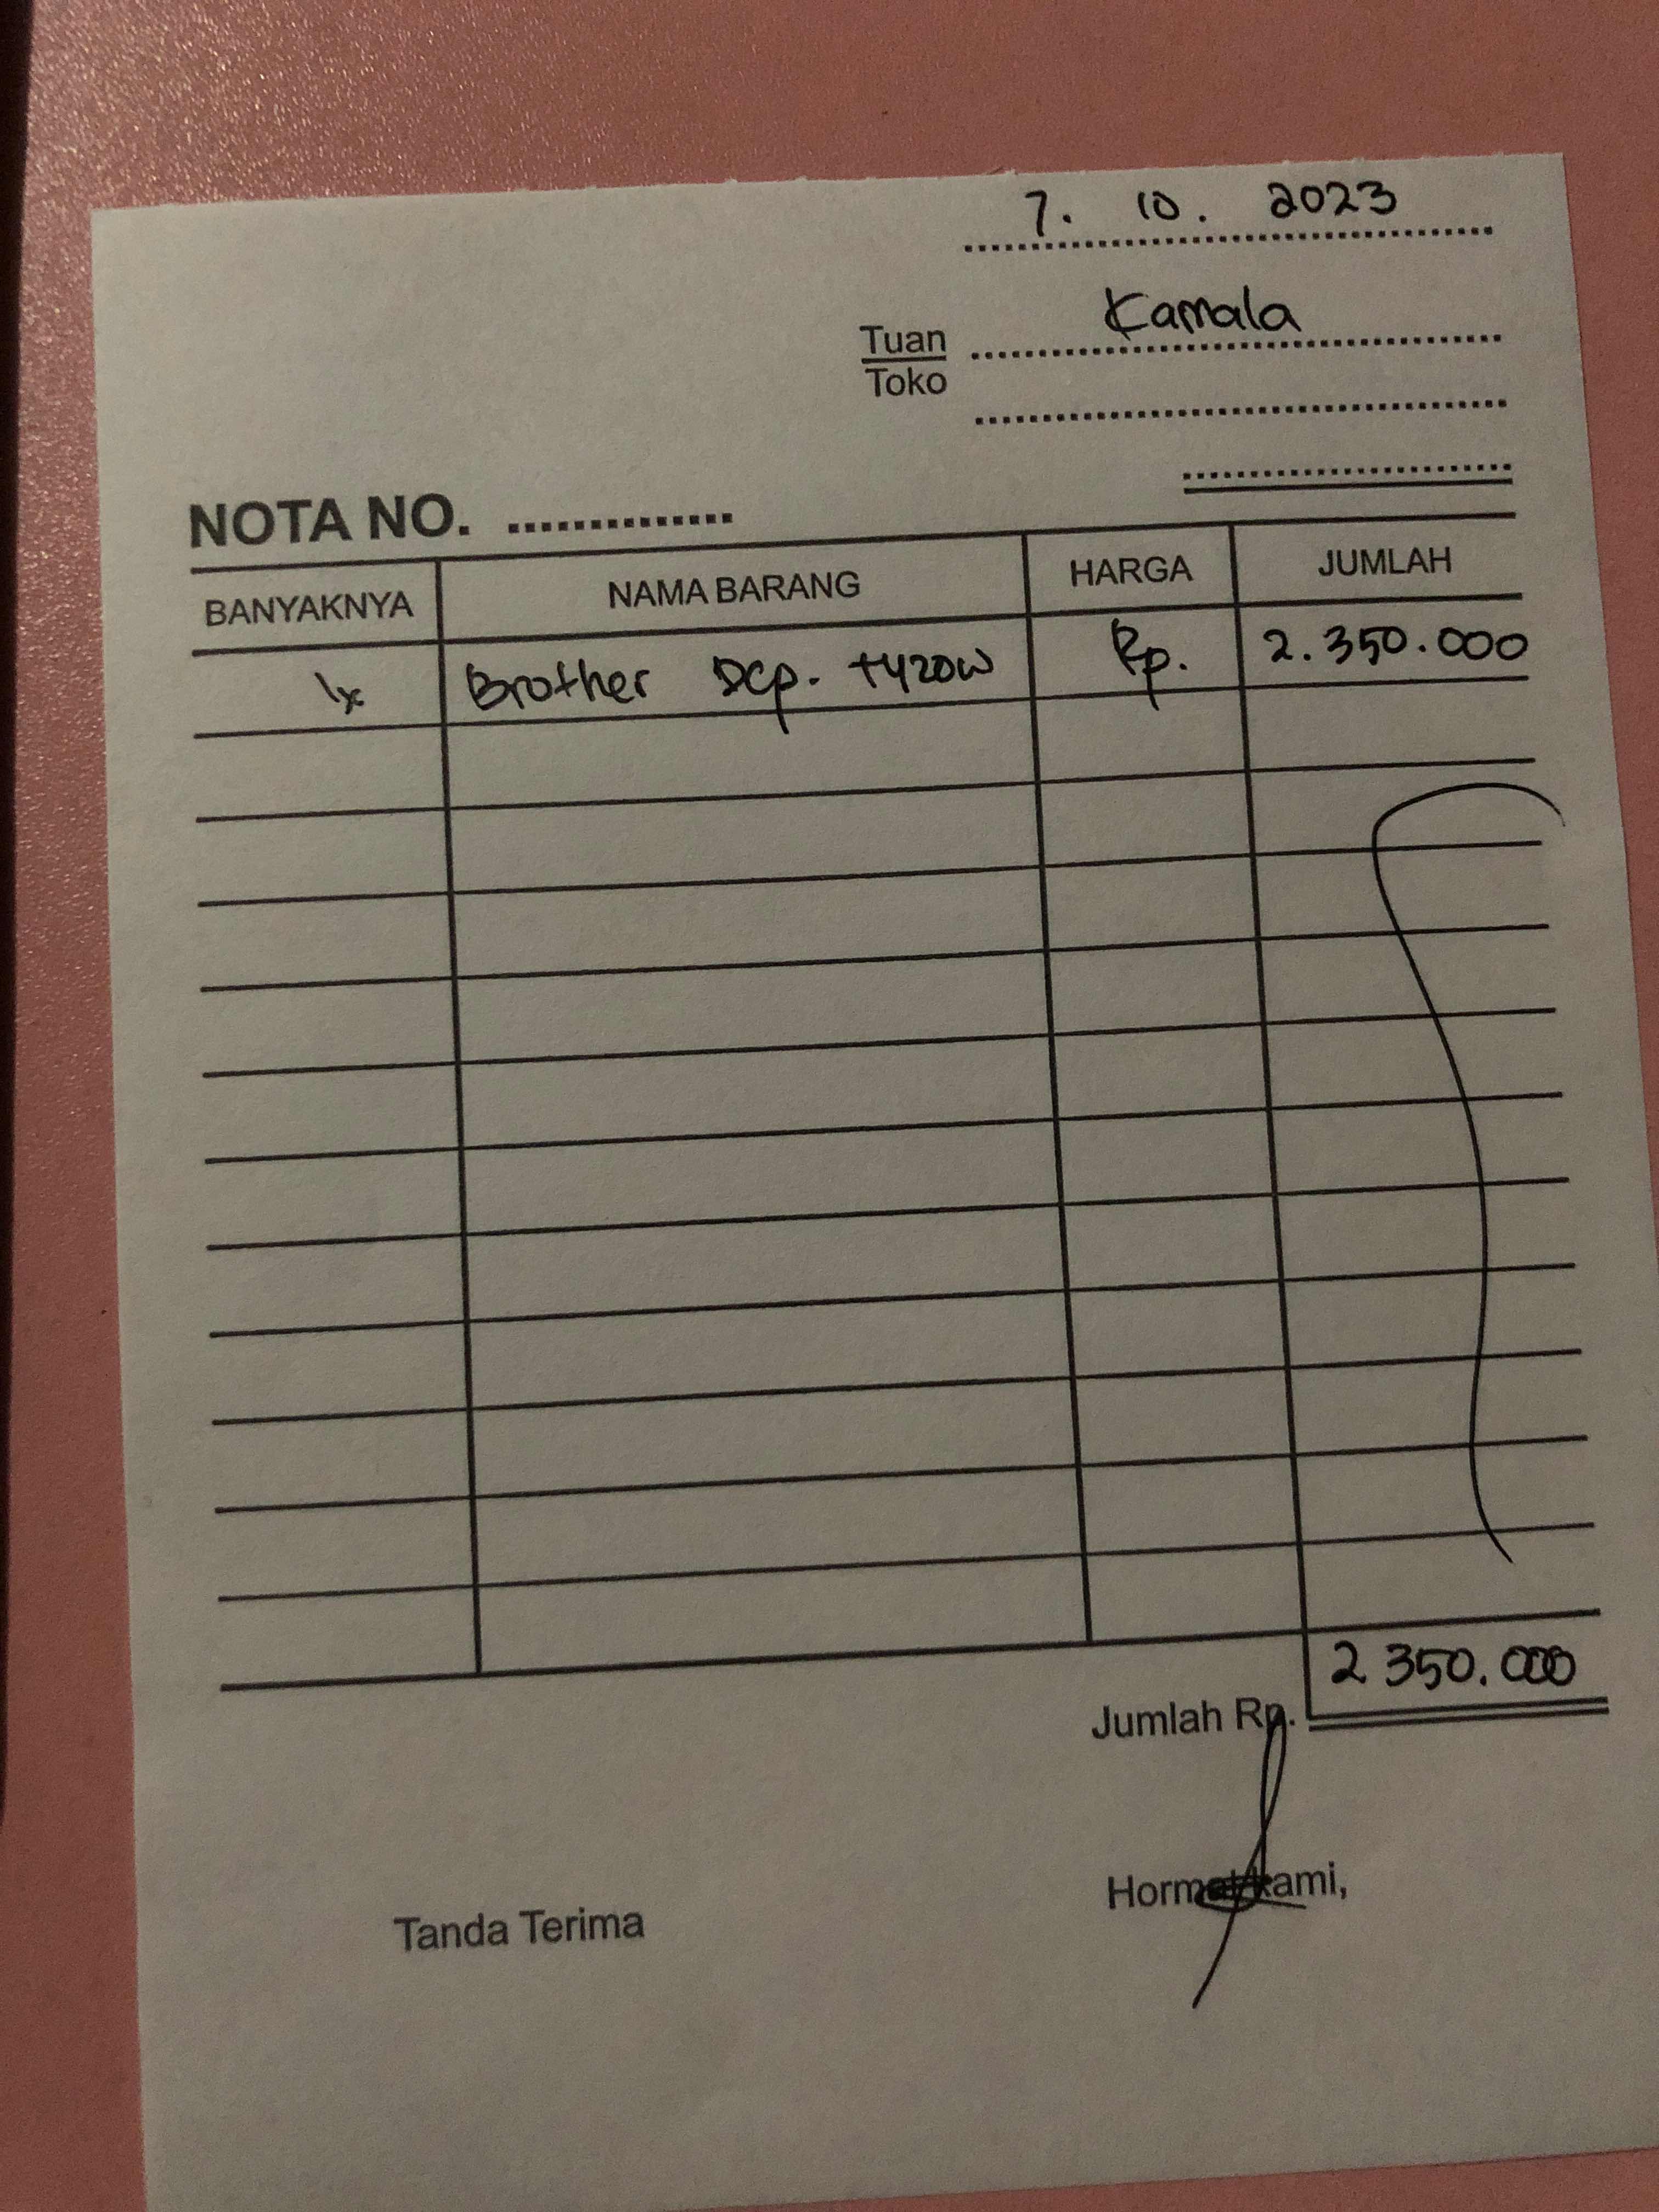 7. 10. 2023
Tuan Kamala
Toko
NOTA NO. ..............
BANYAKNYA NAMA BARANG HARGA JUMLAH
1x Brother Dcp. t420w Rp. 2.350.000
2 350.000
Jumlah Rp.
Hormat kami,
Tanda Terima